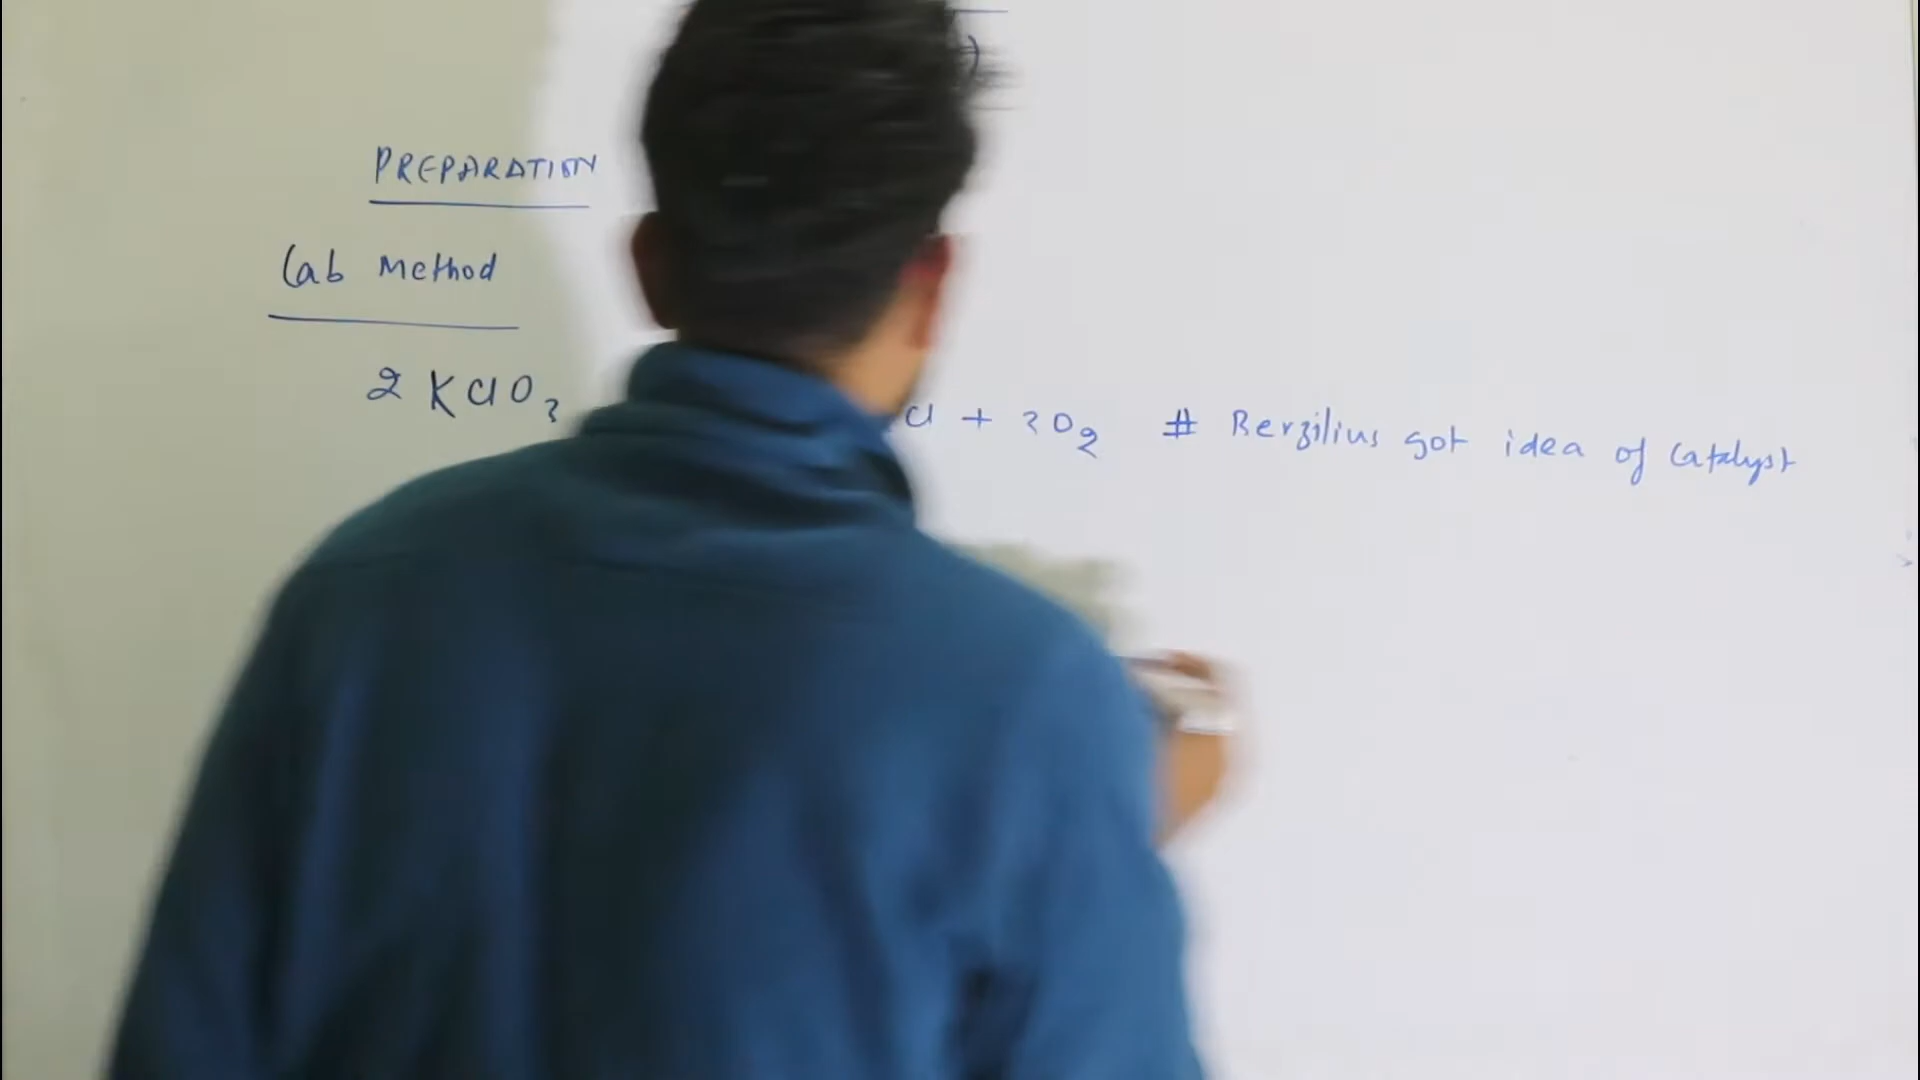 PREPARATION
Lab Method
2 KClO3 Cl + 3O2 # Berzilius got idea of catalyst